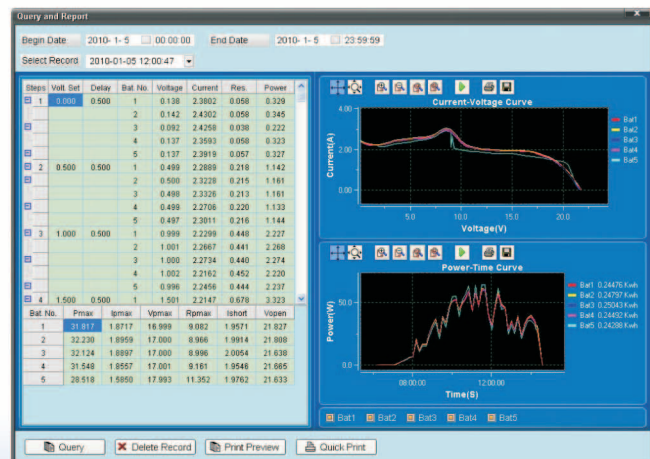 Query and Report
Begin Date 2010- 1- 5 00:00:00 End Date 2010- 1- 5 23:59:59
Select Record 2010-01-05 12:00:47
Steps Volt. Set Delay Bat. No. Voltage Current Res. Power
1 0.000 0.500 1 0.138 2.3802 0.058 0.329
2 0.142 2.4302 0.058 0.345
3 0.092 2.4258 0.038 0.222
4 0.137 2.3593 0.058 0.323
5 0.137 2.3919 0.057 0.327
2 0.500 0.500 1 0.499 2.2889 0.218 1.142
2 0.500 2.3228 0.215 1.161
3 0.498 2.3326 0.213 1.161
4 0.499 2.2706 0.220 1.133
5 0.497 2.3011 0.216 1.144
3 1.000 0.500 1 0.999 2.2299 0.448 2.227
2 1.001 2.2667 0.441 2.268
3 1.000 2.2734 0.440 2.274
4 1.002 2.2162 0.452 2.220
5 0.996 2.2456 0.444 2.237
4 1.500 0.500 1 1.501 2.2147 0.678 3.323
Bat. No. Pmax Ipmax Vpmax Rpmax Ishort Vopen
1 31.817 1.8717 16.999 9.082 1.9571 21.827
2 32.230 1.8959 17.000 8.966 1.9914 21.808
3 32.124 1.8897 17.000 8.996 2.0054 21.638
4 31.548 1.8557 17.001 9.161 1.9546 21.665
5 28.518 1.5850 17.993 11.352 1.9762 21.633
Current-Voltage Curve
4.00
2.00
0.00
Current(A)
5.0 10.0 15.0 20.0
Voltage(V)
Bat1
Bat2
Bat3
Bat4
Bat5
Power-Time Curve
50.0
0.0
Power(W)
08:00:00 12:00:00
Time(S)
Bat1 0.24476 Kwh
Bat2 0.24797 Kwh
Bat3 0.25043 Kwh
Bat4 0.24492 Kwh
Bat5 0.24288 Kwh
Bat1 Bat2 Bat3 Bat4 Bat5
Query Delete Record Print Preview Quick Print